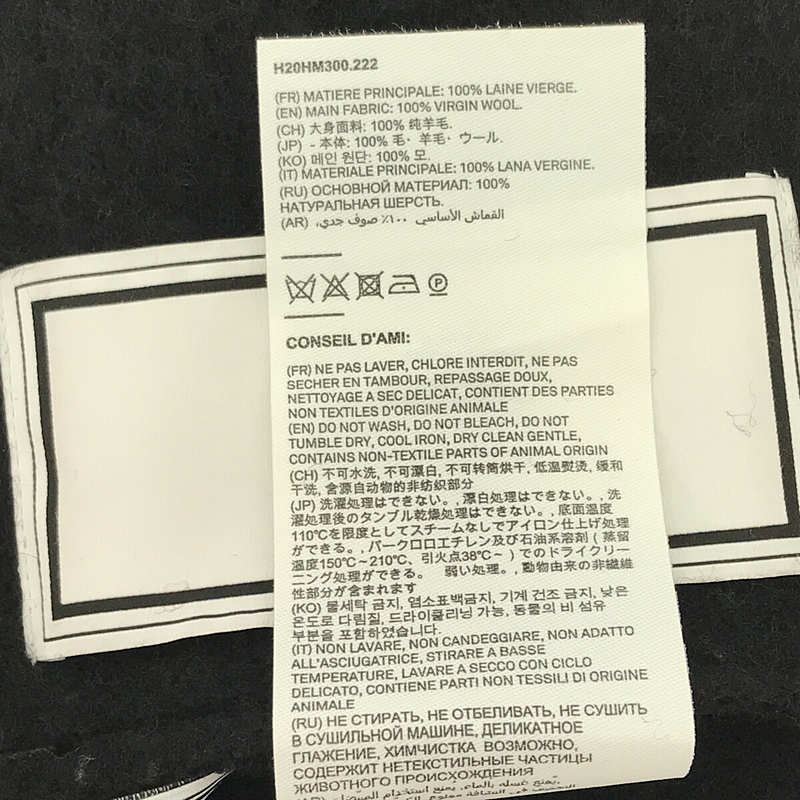 H20HM300.222
(FR) MATIERE PRINCIPALE: 100% LAINE VIERGE.
(EN) MAIN FABRIC: 100% VIRGIN WOOL.
(CH) 大身面料: 100% 纯羊毛.
(JP) - 本体: 100% 毛・羊毛・ウール.
(KO) 메인 원단: 100% 모.
(IT) MATERIALE PRINCIPALE: 100% LANA VERGINE.
(RU) ОСНОВНОЙ МАТЕРИАЛ: 100%
НАТУРАЛЬНАЯ ШЕРСТЬ.
(AR) القماش الأساسي ١٠٠٪ صوف جدي.
P
CONSEIL D'AMI:
(FR) NE PAS LAVER, CHLORE INTERDIT, NE PAS
SECHER EN TAMBOUR, REPASSAGE DOUX,
NETTOYAGE A SEC DELICAT, CONTIENT DES PARTIES
NON TEXTILES D'ORIGINE ANIMALE
(EN) DO NOT WASH, DO NOT BLEACH, DO NOT
TUMBLE DRY, COOL IRON, DRY CLEAN GENTLE,
CONTAINS NON-TEXTILE PARTS OF ANIMAL ORIGIN
(CH) 不可水洗, 不可漂白, 不可转筒烘干, 低温熨烫, 缓和
干洗, 含源自动物的非纺织部分
(JP) 洗濯処理はできない。, 漂白処理はできない。, 洗
濯処理後のタンブル乾燥処理はできない。, 底面温度
110℃を限度としてスチームなしでアイロン仕上げ処理
ができる。, パークロロエチレン及び石油系溶剤（蒸留
温度150℃～210℃、引火点38℃～）でのドライクリー
ニング処理ができる。 弱い処理。, 動物由来の非繊維
性部分が含まれます
(KO) 물세탁 금지, 염소표백금지, 기계 건조 금지, 낮은
온도로 다림질, 드라이클리닝 가능, 동물의 비 섬유
부분을 포함하였습니다.
(IT) NON LAVARE, NON CANDEGGIARE, NON ADATTO
ALL'ASCIUGATRICE, STIRARE A BASSE
TEMPERATURE, LAVARE A SECCO CON CICLO
DELICATO, CONTIENE PARTI NON TESSILI DI ORIGINE
ANIMALE
(RU) НЕ СТИРАТЬ, НЕ ОТБЕЛИВАТЬ, НЕ СУШИТЬ
В СУШИЛЬНОЙ МАШИНЕ, ДЕЛИКАТНОЕ
ГЛАЖЕНИЕ, ХИМЧИСТКА ВОЗМОЖНО,
СОДЕРЖИТ НЕТЕКСТИЛЬНЫЕ ЧАСТИЦЫ
ЖИВОТНОГО ПРОИСХОЖДЕНИЯ
يمنع غسله بالماء, يمنع استخدام المبيضات